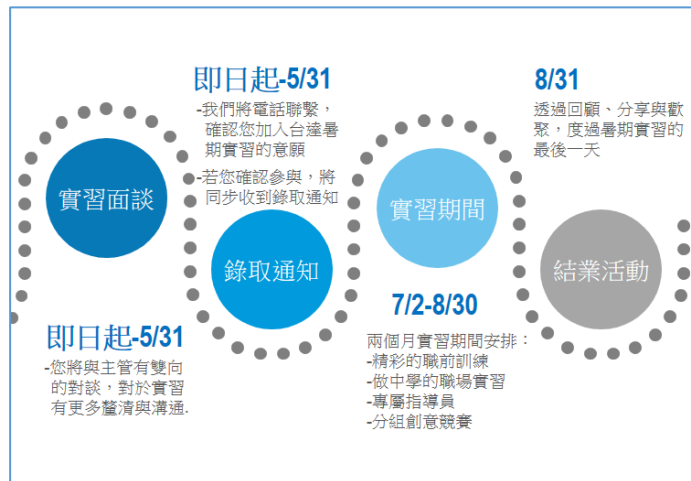 實習面談
即日起-5/31
-您將與主管有雙向
的對談，對於實習
有更多釐清與溝通.
即日起-5/31
-我們將電話聯繫，
確認您加入台達暑
期實習的意願
-若您確認參與，將
同步收到錄取通知
錄取通知
實習期間
7/2-8/30
兩個月實習期間安排：
-精彩的職前訓練
-做中學的職場實習
-專屬指導員
-分組創意競賽
8/31
透過回顧、分享與歡
聚，度過暑期實習的
最後一天
結業活動